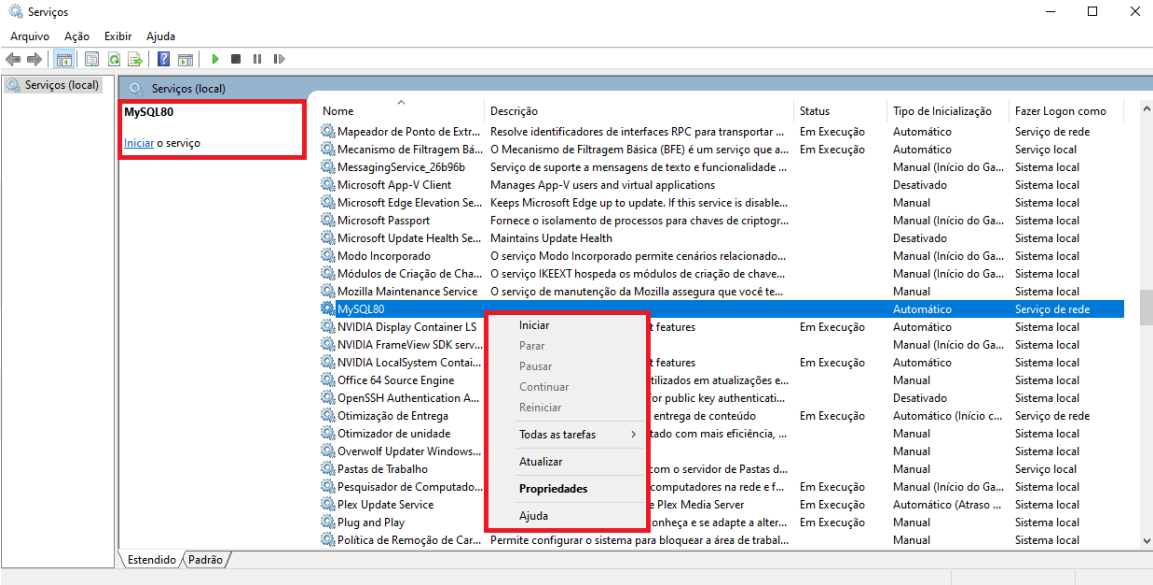 Serviços
Arquivo Ação Exibir Ajuda
Serviços (local)
Serviços (local)
MySQL80
Iniciar o serviço
Nome Descrição Status Tipo de Inicialização Fazer Logon como
Mapeador de Ponto de Extr... Resolve identificadores de interfaces RPC para transportar ... Em Execução Automático Serviço de rede
Mecanismo de Filtragem Bá... O Mecanismo de Filtragem Básica (BFE) é um serviço que a... Em Execução Automático Serviço local
MessagingService_26b96b Serviço de suporte a mensagens de texto e funcionalidade ... Manual (Início do Ga... Sistema local
Microsoft App-V Client Manages App-V users and virtual applications Desativado Sistema local
Microsoft Edge Elevation Se... Keeps Microsoft Edge up to update. If this service is disable... Manual Sistema local
Microsoft Passport Fornece o isolamento de processos para chaves de criptogr... Manual (Início do Ga... Sistema local
Microsoft Update Health Se... Maintains Update Health Desativado Sistema local
Modo Incorporado O serviço Modo Incorporado permite cenários relacionado... Manual (Início do Ga... Sistema local
Módulos de Criação de Cha... O serviço IKEEXT hospeda os módulos de criação de chave... Manual (Início do Ga... Sistema local
Mozilla Maintenance Service O serviço de manutenção da Mozilla assegura que você te... Manual Sistema local
MySQL80 Automático Serviço de rede
NVIDIA Display Container LS t features Em Execução Automático Sistema local
NVIDIA FrameView SDK serv... Manual (Início do Ga... Sistema local
NVIDIA LocalSystem Contai... t features Em Execução Automático Sistema local
Office 64 Source Engine tilizados em atualizações e... Manual Sistema local
OpenSSH Authentication A... or public key authenticati... Desativado Sistema local
Otimização de Entrega entrega de conteúdo Em Execução Automático (Início c... Serviço de rede
Otimizador de unidade tado com mais eficiência, ... Manual Sistema local
Overwolf Updater Windows... Manual Sistema local
Pastas de Trabalho com o servidor de Pastas d... Manual Serviço local
Pesquisador de Computado... computadores na rede e f... Em Execução Manual (Início do Ga... Serviço local
Plex Update Service e Plex Media Server Em Execução Automático (Atraso ... Sistema local
Plug and Play onheça e se adapte a alter... Em Execução Manual Sistema local
Política de Remoção de Car... Permite configurar o sistema para bloquear a área de trabal... Manual Sistema local
Iniciar
Parar
Pausar
Continuar
Reiniciar
Todas as tarefas
Atualizar
Propriedades
Ajuda
Estendido Padrão